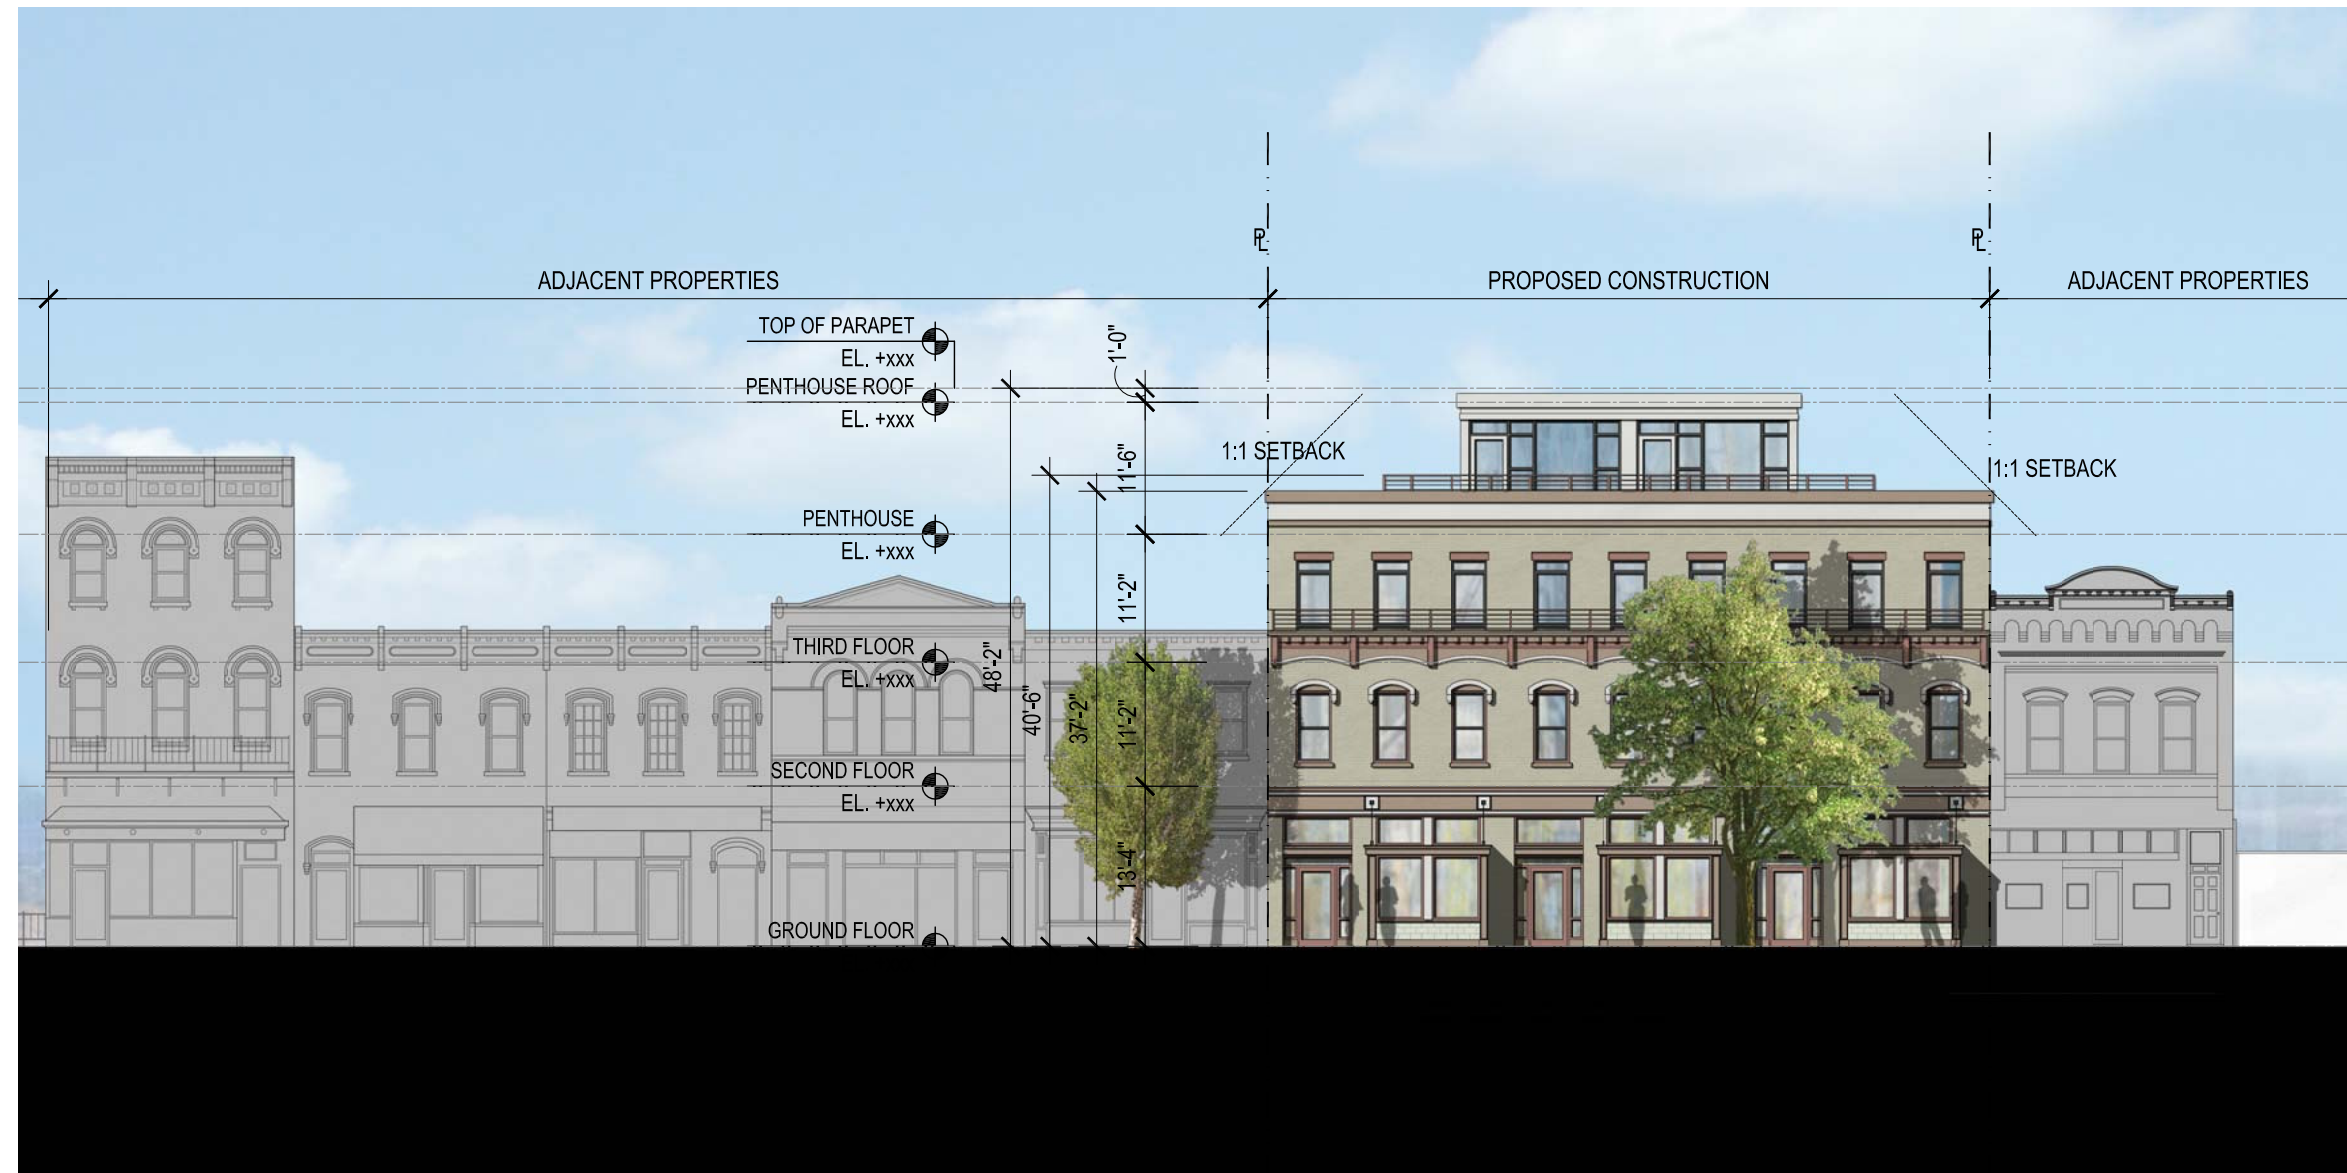 ℄
℄
ADJACENT PROPERTIES
PROPOSED CONSTRUCTION
ADJACENT PROPERTIES
TOP OF PARAPET
EL. +xxx
1'-0"
PENTHOUSE ROOF
EL. +xxx
11'-6"
1:1 SETBACK
1:1 SETBACK
PENTHOUSE
EL. +xxx
11'-2"
THIRD FLOOR
EL. +xxx
48'-2"
40'-6"
37'-2"
11'-2"
SECOND FLOOR
EL. +xxx
13'-4"
GROUND FLOOR